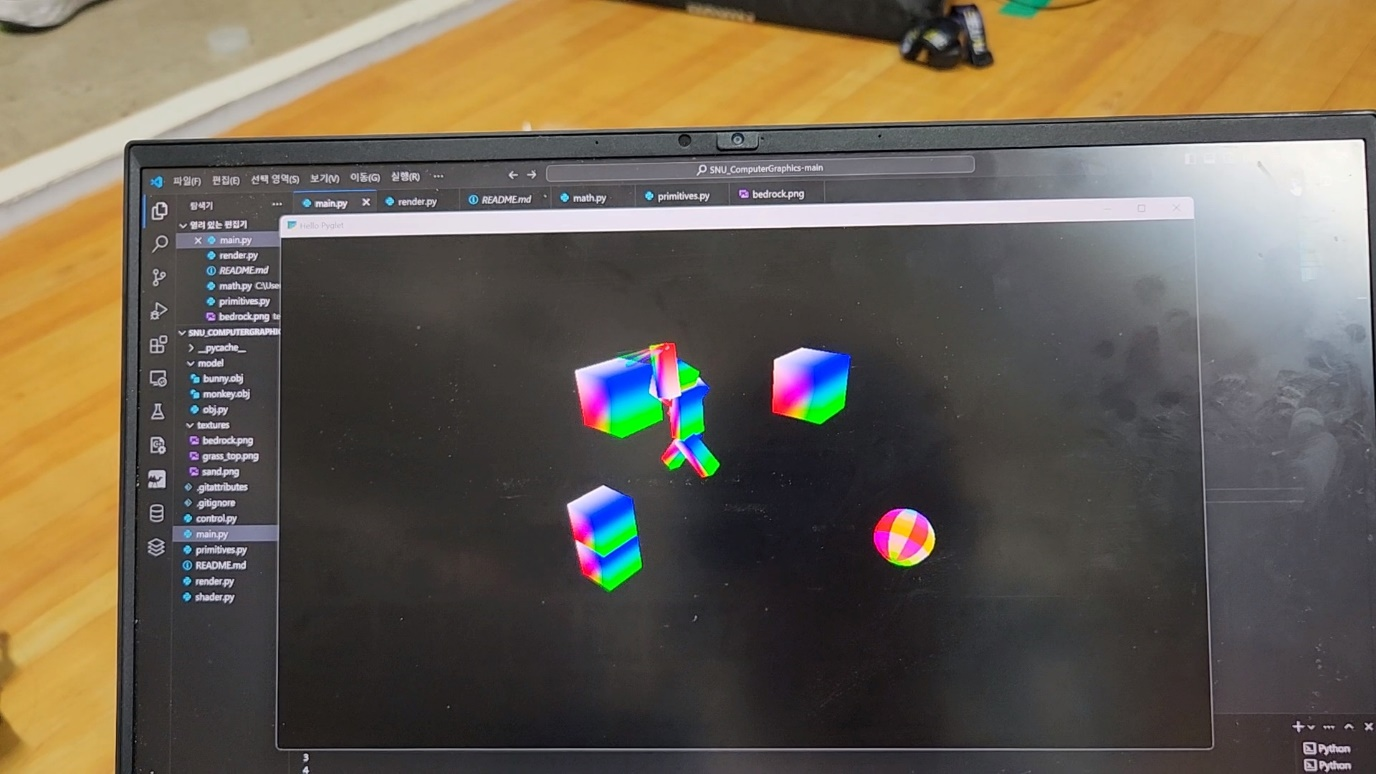 파일(F) 편집(E) 선택 영역(S) 보기(V) 이동(G) 실행(R) ···
SNU_ComputerGraphics-main
탐색기 ···
main.py
render.py
README.md
math.py
primitives.py
bedrock.png
Hello Pyglet
열려 있는 편집기
main.py
render.py
README.md
math.py C:\Use
primitives.py
bedrock.png te
SNU_COMPUTERGRAPHI
__pycache__
model
bunny.obj
monkey.obj
obj.py
textures
bedrock.png
grass_top.png
sand.png
.gitattributes
.gitignore
control.py
main.py
primitives.py
README.md
render.py
shader.py
3
4
Python
Python